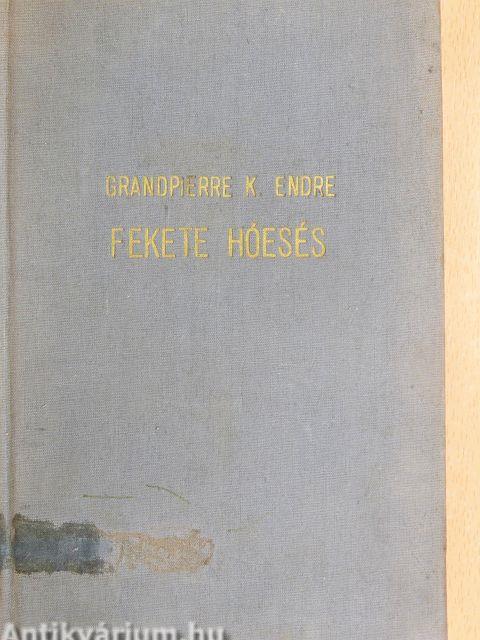 GRANDPIERRE K. ENDRE
FEKETE HÓESÉS
Antikvárium.hu